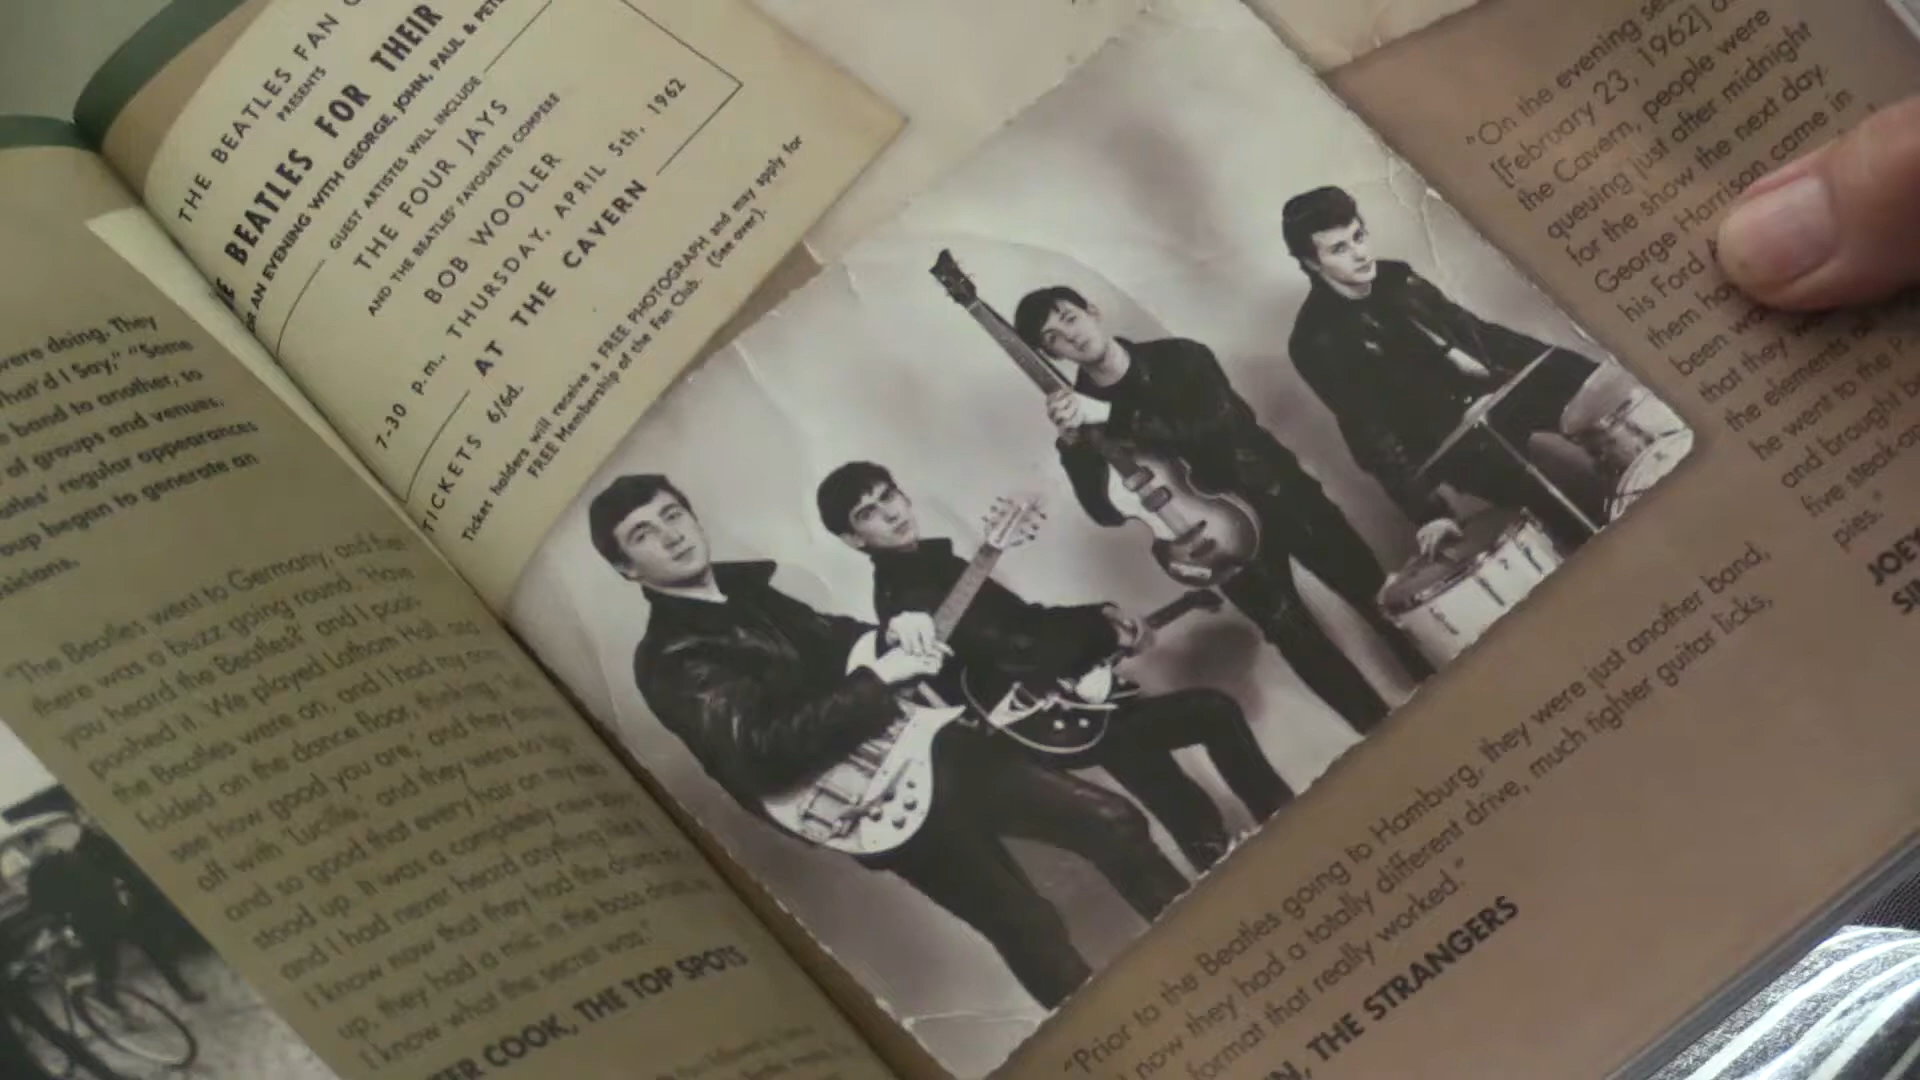 THE BEATLES FAN
PRESENTS
BEATLES FOR THEIR
AN EVENING WITH GEORGE, JOHN, PAUL &
GUEST ARTISTES WILL INCLUDE
THE FOUR JAYS
AND THE BEATLES' FAVOURITE COMPERE
BOB WOOLER
7-30 p.m., THURSDAY, APRIL 5th, 1962
AT THE CAVERN
TICKETS 6/6d.
Ticket holders will receive a FREE PHOTOGRAPH and may apply for
FREE Membership of the Fan Club. (See over).
were doing. They
"Some
band to another, so
of groups and venues.
regular appearances
began to generate an
"The Beatles went to Germany, and then
there was a buzz going round. 'Have
you heard the Beatles?' and I pooh
poohed it. We played Lathom Hall, and
the Beatles were on, and I had my arms
folded on the dance floor, thinking,
see how good you are,' and they
off with 'Lucille,' and they were so tight
and so good that every hair on my
stood up. It was a completely new
and I had never heard anything like it.
I know now that they had the drums
up, they had a mic in the bass drum,
I know what the secret was."
COOK, THE TOP SPOTS
"On the evening
[February 23, 1962]
the Cavern, people were
queuing just after midnight
for the show the next day.
George Harrison came in
his Ford
them
been
that they
the elements
he went to the
and brought
five
pies."
"Prior to the Beatles going to Hamburg, they were just another band,
now they had a totally different drive, much tighter guitar licks,
format that really worked."
THE STRANGERS